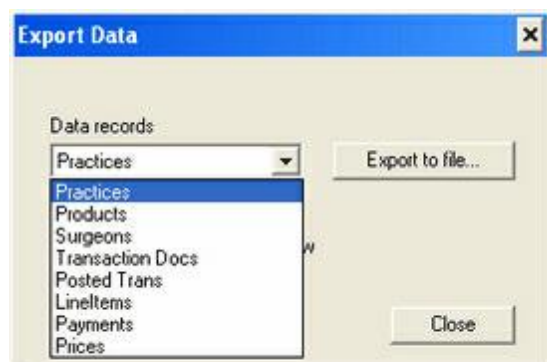 Export Data
Data records
Practices
Export to file...
Practices
Products
Surgeons
Transaction Docs
Posted Trans
LineItems
Payments
Prices
Close